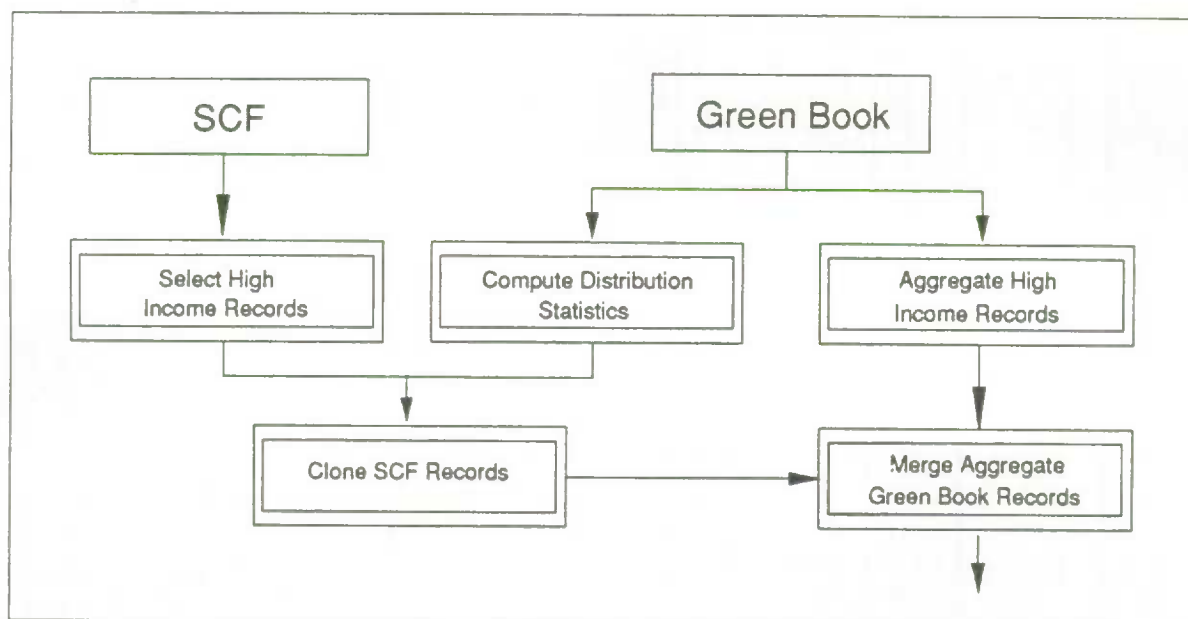 SCF
Green Book
Select High
Income Records
Compute Distribution
Statistics
Aggregate High
Income Records
Clone SCF Records
Merge Aggregate
Green Book Records